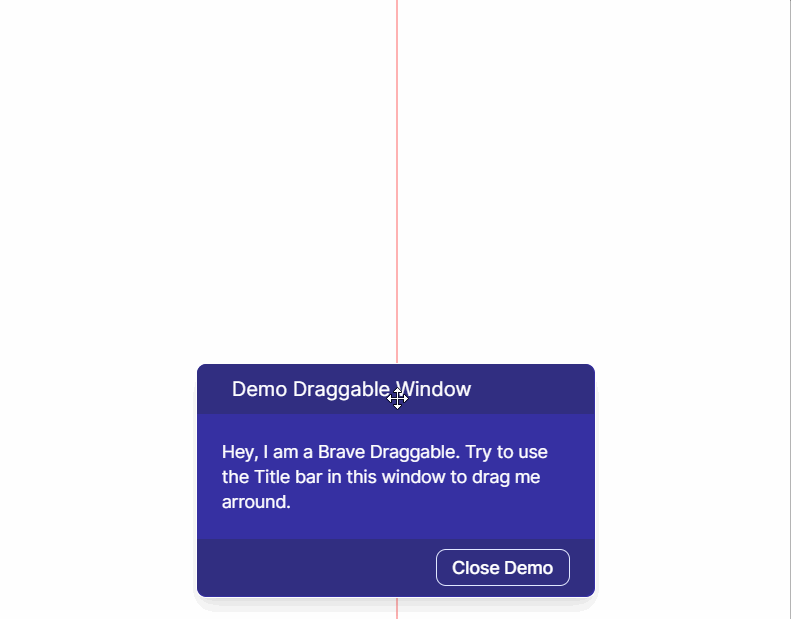 Demo Draggable Window
Hey, I am a Brave Draggable. Try to use
the Title bar in this window to drag me
arround.
Close Demo